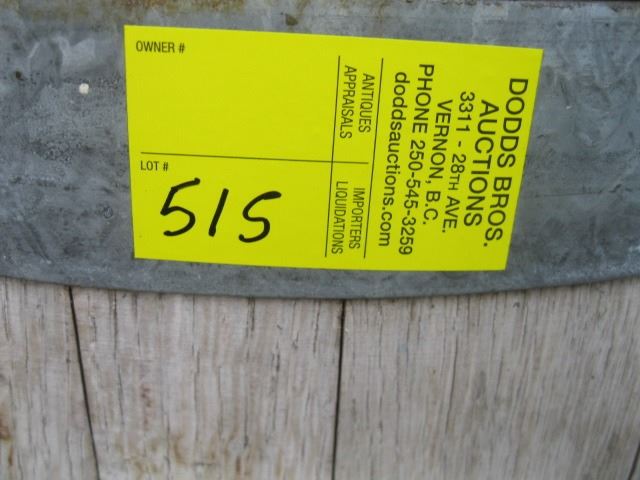 OWNER #
LOT #
515
ANTIQUES
APPRAISALS
IMPORTERS
LIQUIDATIONS
DODDS BROS.
AUCTIONS
3311 - 28TH AVE.
VERNON, B.C.
PHONE 250-545-3259
doddsauctions.com